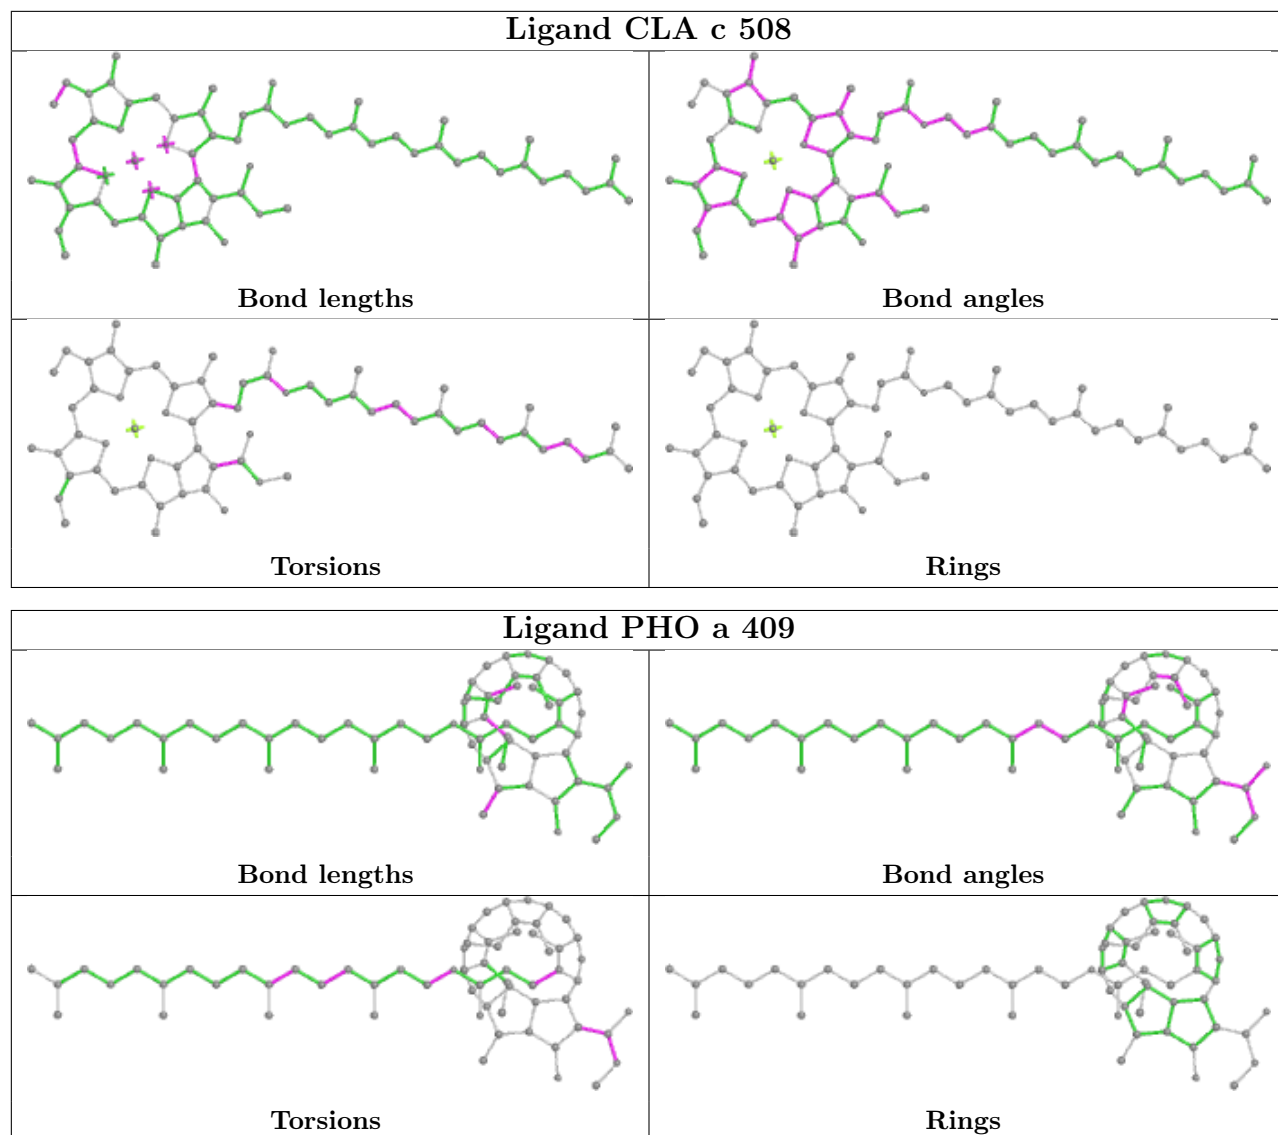 Ligand CLA c 508
Bond lengths
Bond angles
Torsions
Rings
Ligand PHO a 409
Bond lengths
Bond angles
Torsions
Rings